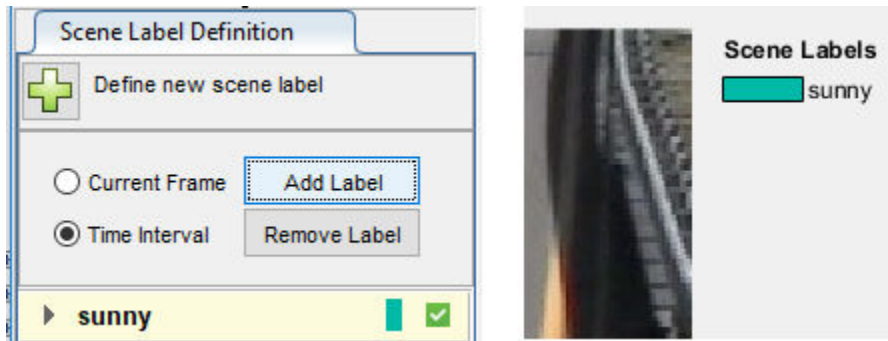 Scene Label Definition
Define new scene label
Current Frame Add Label
Time Interval Remove Label
sunny
Scene Labels
sunny